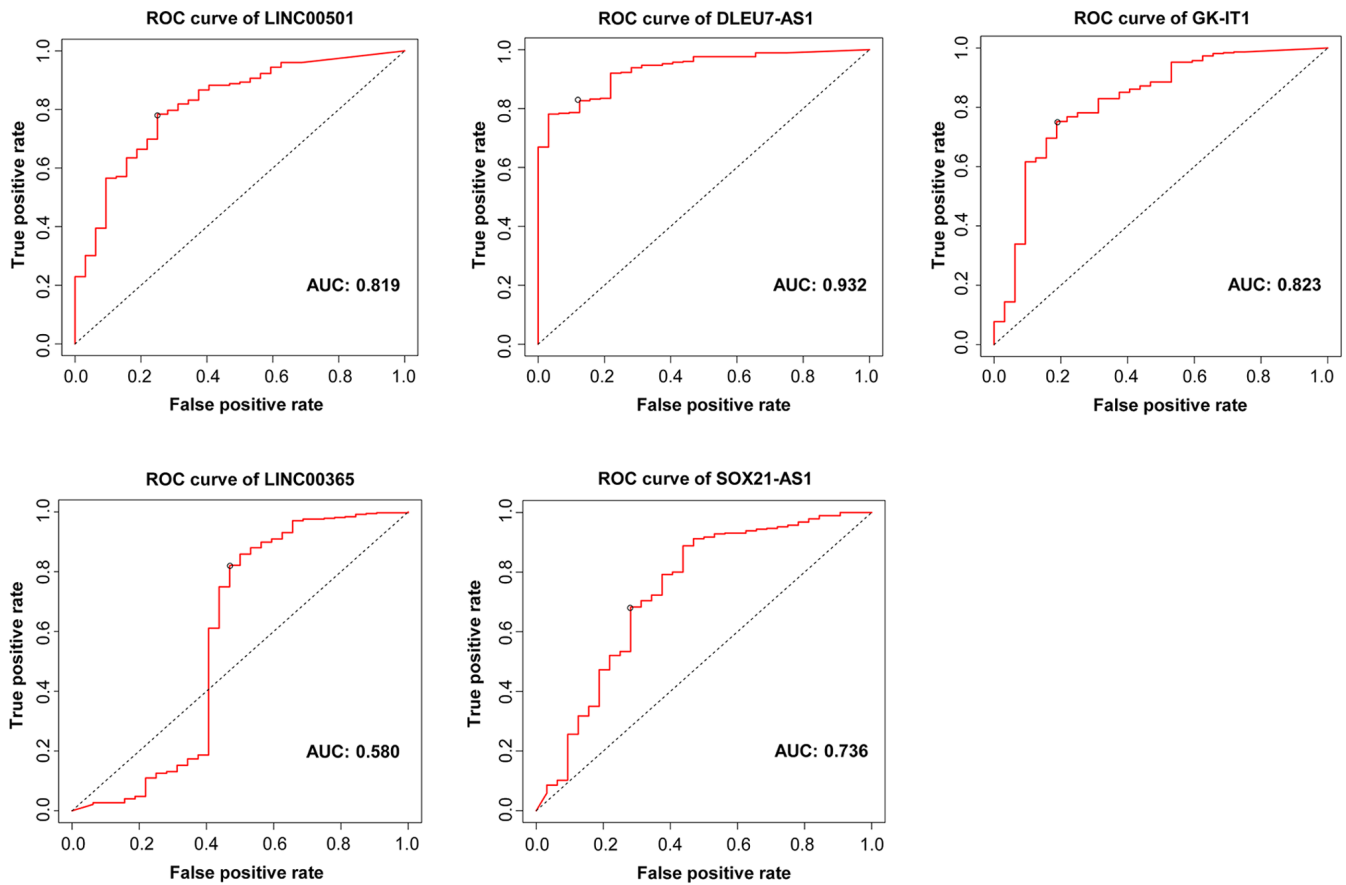 ROC curve of LINC00501
1.0
0.8
0.6
0.4
0.2
0.0
True positive rate
AUC: 0.819
0.0 0.2 0.4 0.6 0.8 1.0
False positive rate
ROC curve of DLEU7-AS1
1.0
0.8
0.6
0.4
0.2
0.0
True positive rate
AUC: 0.932
0.0 0.2 0.4 0.6 0.8 1.0
False positive rate
ROC curve of GK-IT1
1.0
0.8
0.6
0.4
0.2
0.0
True positive rate
AUC: 0.823
0.0 0.2 0.4 0.6 0.8 1.0
False positive rate
ROC curve of LINC00365
1.0
0.8
0.6
0.4
0.2
0.0
True positive rate
AUC: 0.580
0.0 0.2 0.4 0.6 0.8 1.0
False positive rate
ROC curve of SOX21-AS1
1.0
0.8
0.6
0.4
0.2
0.0
True positive rate
AUC: 0.736
0.0 0.2 0.4 0.6 0.8 1.0
False positive rate